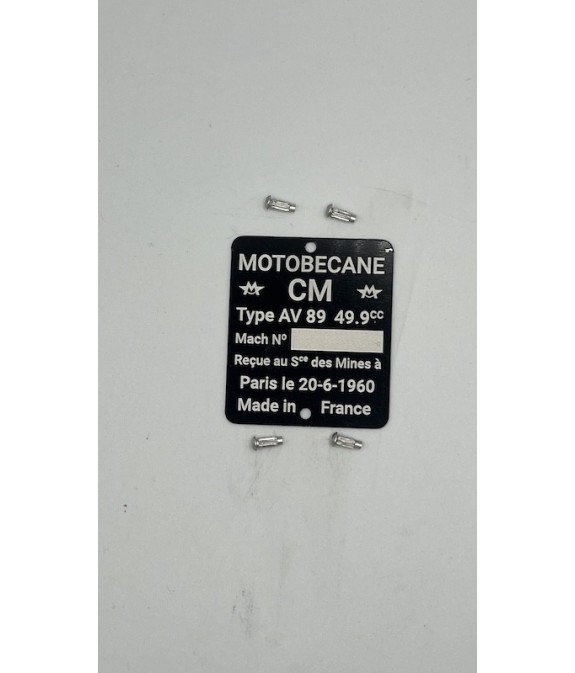 MOTOBECANE
CM
Type AV 89 49.9cc
Mach Nº
Reçue au Sce des Mines à
Paris le 20-6-1960
Made in France